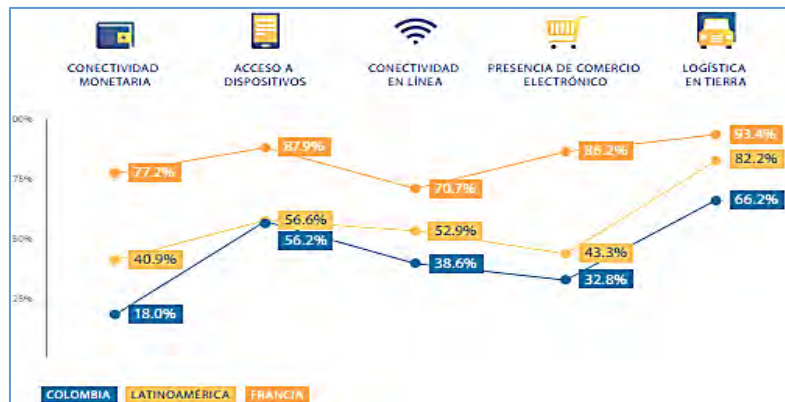 CONECTIVIDAD
MONETARIA
ACCESO A
DISPOSITIVOS
CONECTIVIDAD
EN LÍNEA
PRESENCIA DE COMERCIO
ELECTRÓNICO
LOGÍSTICA
EN TIERRA
00%
75%
50%
25%
77.2%
87.9%
70.7%
86.2%
93.4%
82.2%
66.2%
56.6%
56.2%
52.9%
43.3%
40.9%
38.6%
32.8%
18.0%
COLOMBIA LATINOAMÉRICA FRANCIA